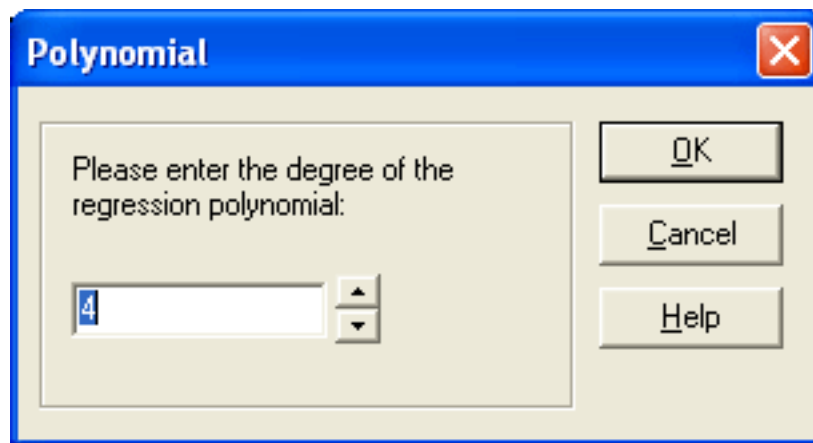 Polynomial
Please enter the degree of the
regression polynomial:
4
OK
Cancel
Help